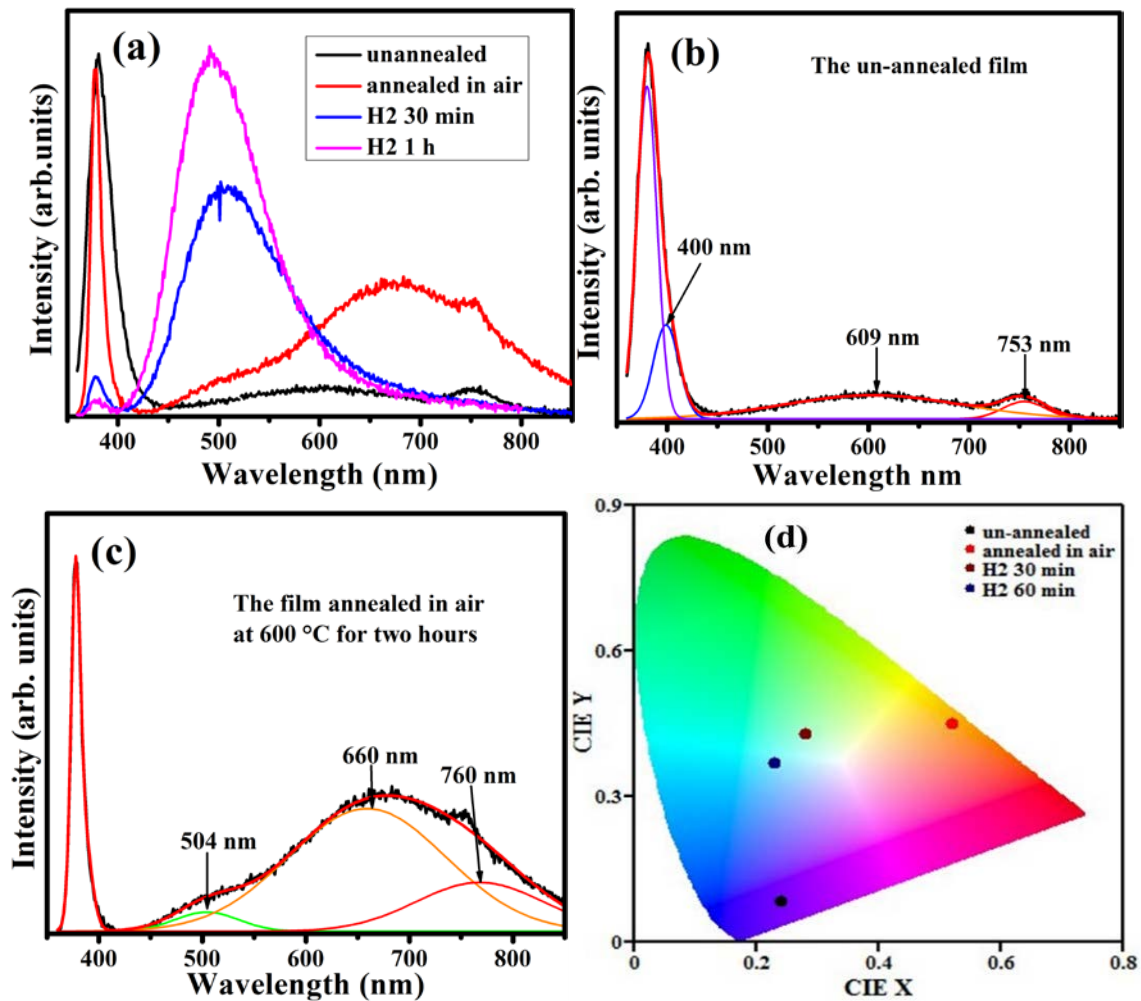 (a)
unannealed
annealed in air
H2 30 min
H2 1 h
Intensity (arb.units)
400 500 600 700 800
Wavelength (nm)
(b)
The un-annealed film
400 nm
609 nm
753 nm
Intensity (arb. units)
400 500 600 700 800
Wavelength nm
(c)
The film annealed in air
at 600 °C for two hours
660 nm
760 nm
504 nm
Intensity (arb. units)
400 500 600 700 800
Wavelength (nm)
(d)
un-annealed
annealed in air
H2 30 min
H2 60 min
0.9
0.6
0.3
0
CIE Y
0 0.2 0.4 0.6 0.8
CIE X